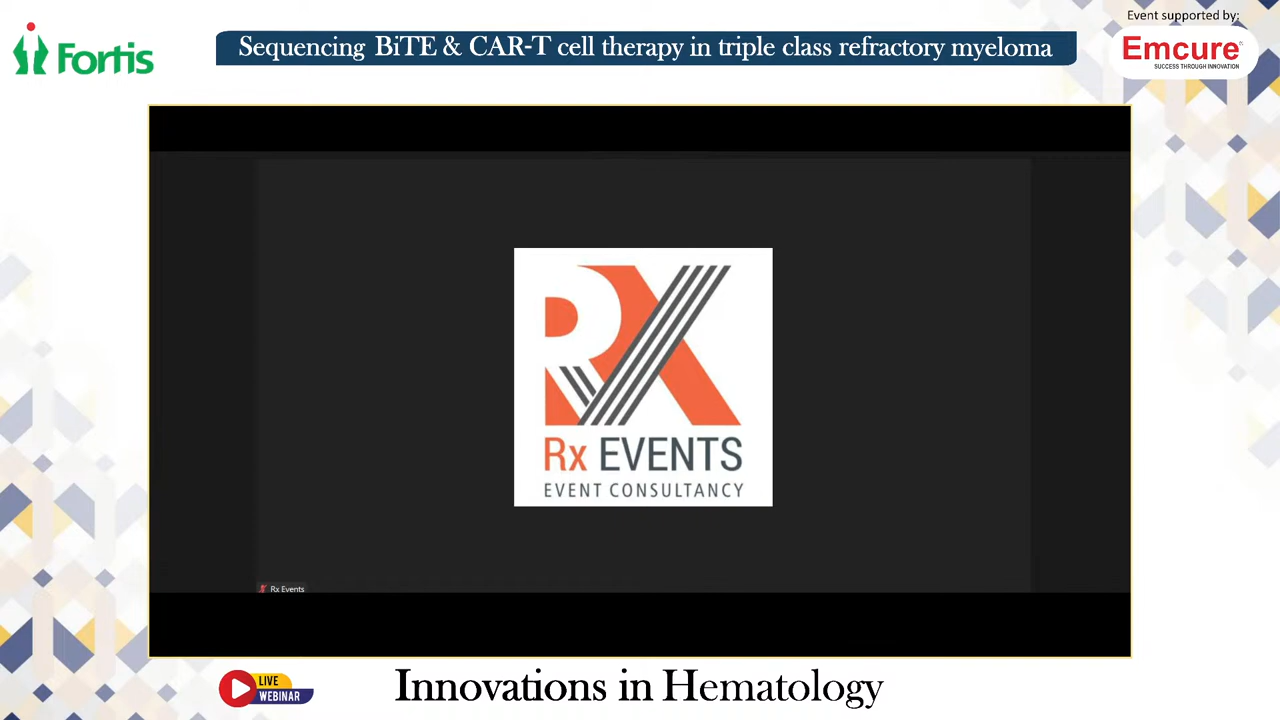 Fortis
Sequencing BiTE & CAR-T cell therapy in triple class refractory myeloma
Event supported by:
Emcure®
SUCCESS THROUGH INNOVATION
RX
Rx EVENTS
EVENT CONSULTANCY
Rx Events
LIVE
WEBINAR
Innovations in Hematology